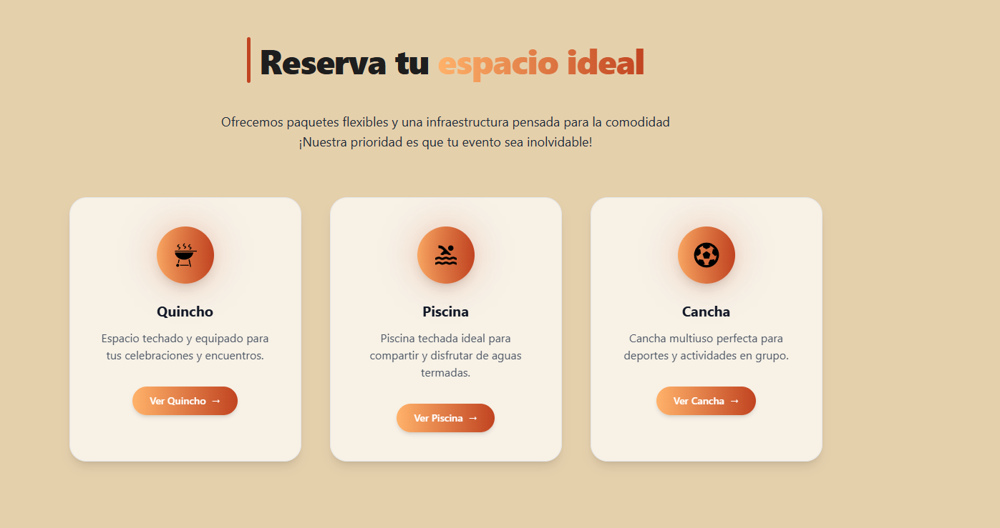 Reserva tu espacio ideal
Ofrecemos paquetes flexibles y una infraestructura pensada para la comodidad
¡Nuestra prioridad es que tu evento sea inolvidable!
Quincho
Espacio techado y equipado para
tus celebraciones y encuentros.
Ver Quincho →
Piscina
Piscina techada ideal para
compartir y disfrutar de aguas
termadas.
Ver Piscina →
Cancha
Cancha multiuso perfecta para
deportes y actividades en grupo.
Ver Cancha →